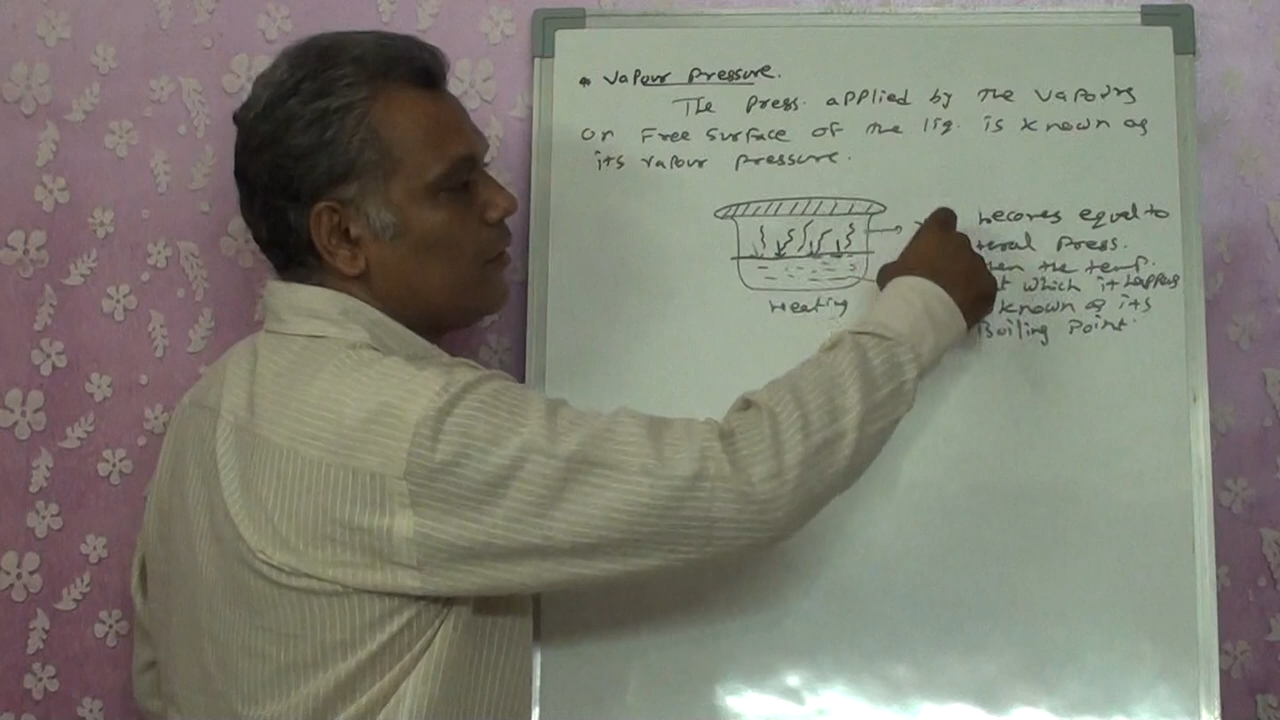 * Vapour Pressure.
The Press. applied by the vapours
on Free surface of the liq. is known as
its vapour pressure.
becomes equal to
Press.
the temp.
which it happens
known as its
Boiling Point.
Heating